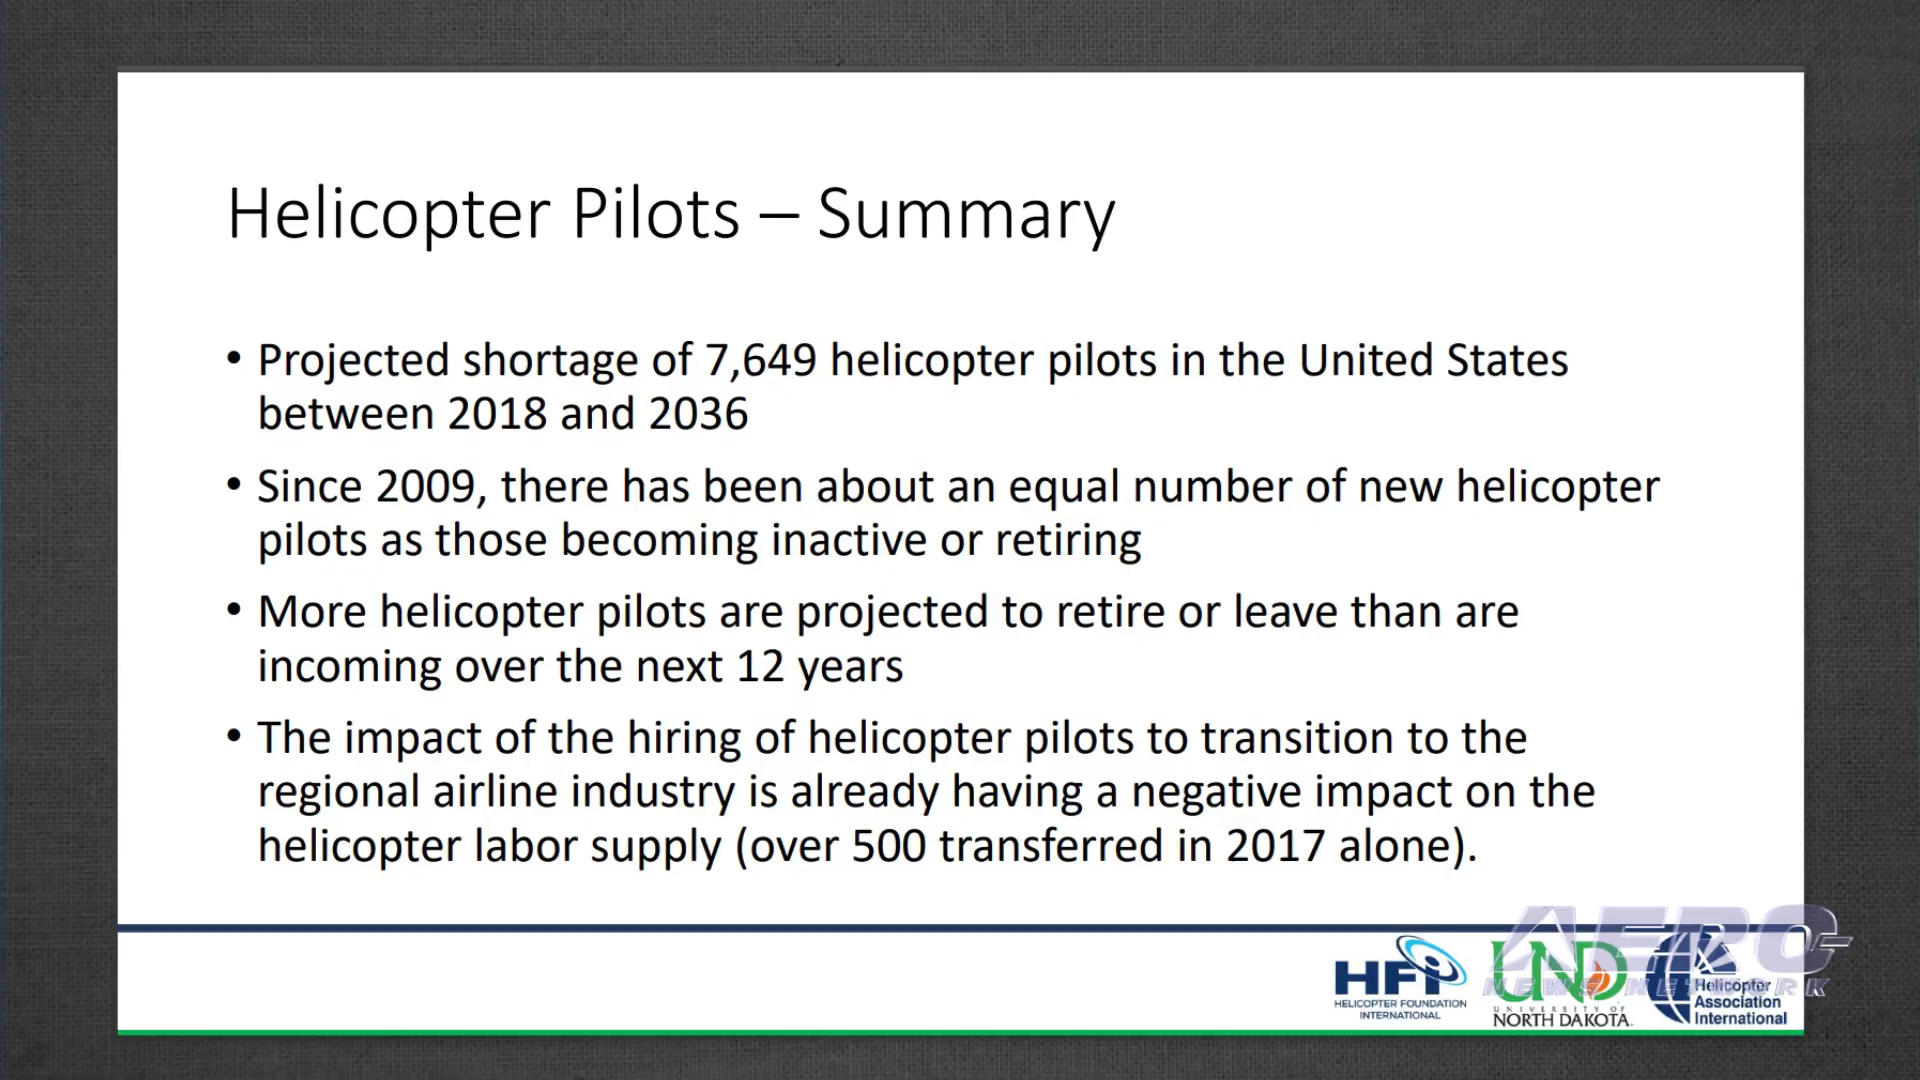 Helicopter Pilots – Summary
• Projected shortage of 7,649 helicopter pilots in the United States
between 2018 and 2036
• Since 2009, there has been about an equal number of new helicopter
pilots as those becoming inactive or retiring
• More helicopter pilots are projected to retire or leave than are
incoming over the next 12 years
• The impact of the hiring of helicopter pilots to transition to the
regional airline industry is already having a negative impact on the
helicopter labor supply (over 500 transferred in 2017 alone).
HFI
HELICOPTER FOUNDATION
INTERNATIONAL
UND
UNIVERSITY OF
NORTH DAKOTA
Helicopter
Association
International
AERO-
NEWS NETWORK